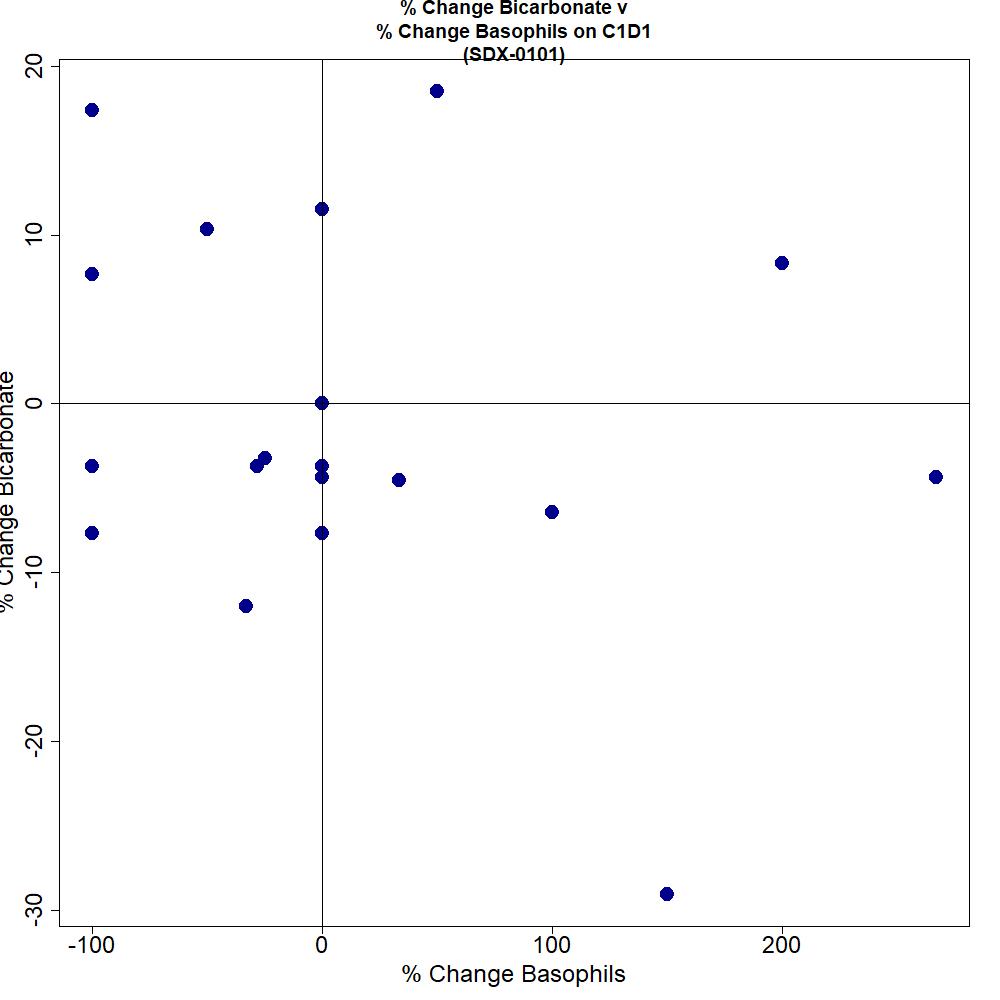 % Change Bicarbonate v
% Change Basophils on C1D1
(SDX-0101)
20
10
0
-10
-20
-30
% Change Bicarbonate
-100 0 100 200
% Change Basophils